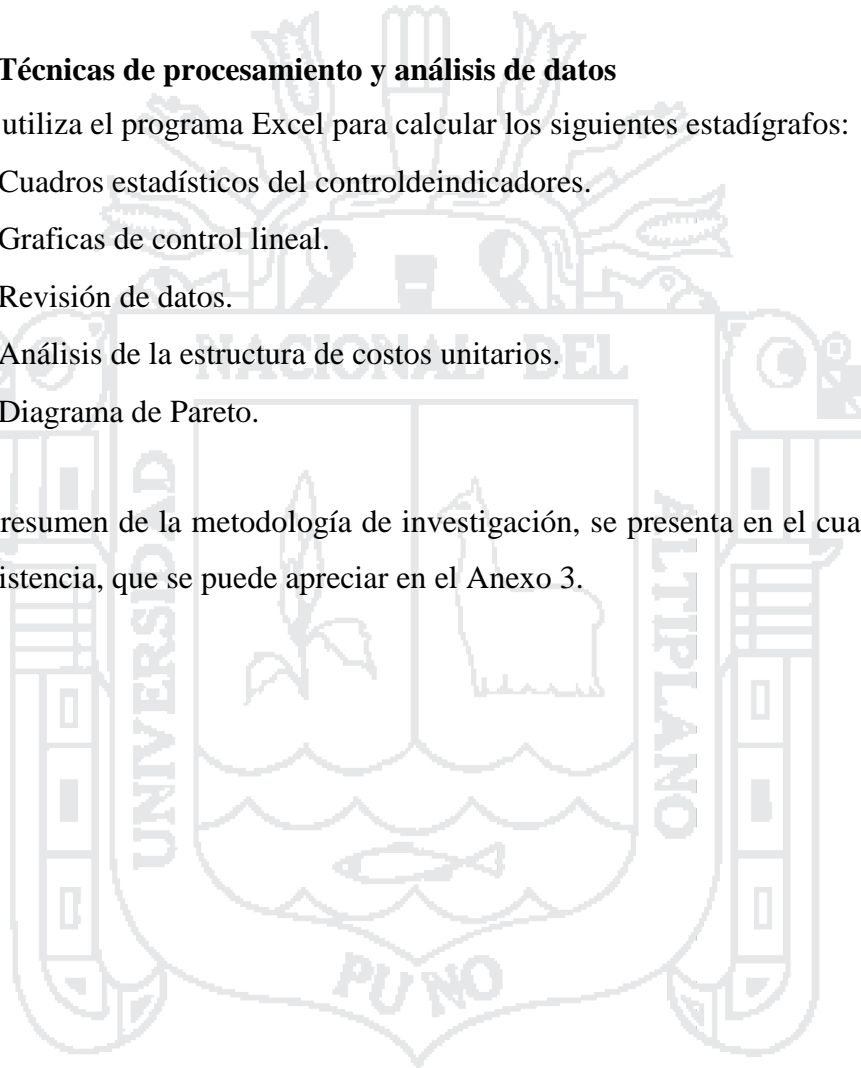 Técnicas de procesamiento y análisis de datos
utiliza el programa Excel para calcular los siguientes estadígrafos:
Cuadros estadísticos del controldeindicadores.
Graficas de control lineal.
Revisión de datos.
NACIONAL DEL
Análisis de la estructura de costos unitarios.
Diagrama de Pareto.
UNIVERSIDAD
ALTIPLANO
resumen de la metodología de investigación, se presenta en el cua
istencia, que se puede apreciar en el Anexo 3.
PUNO